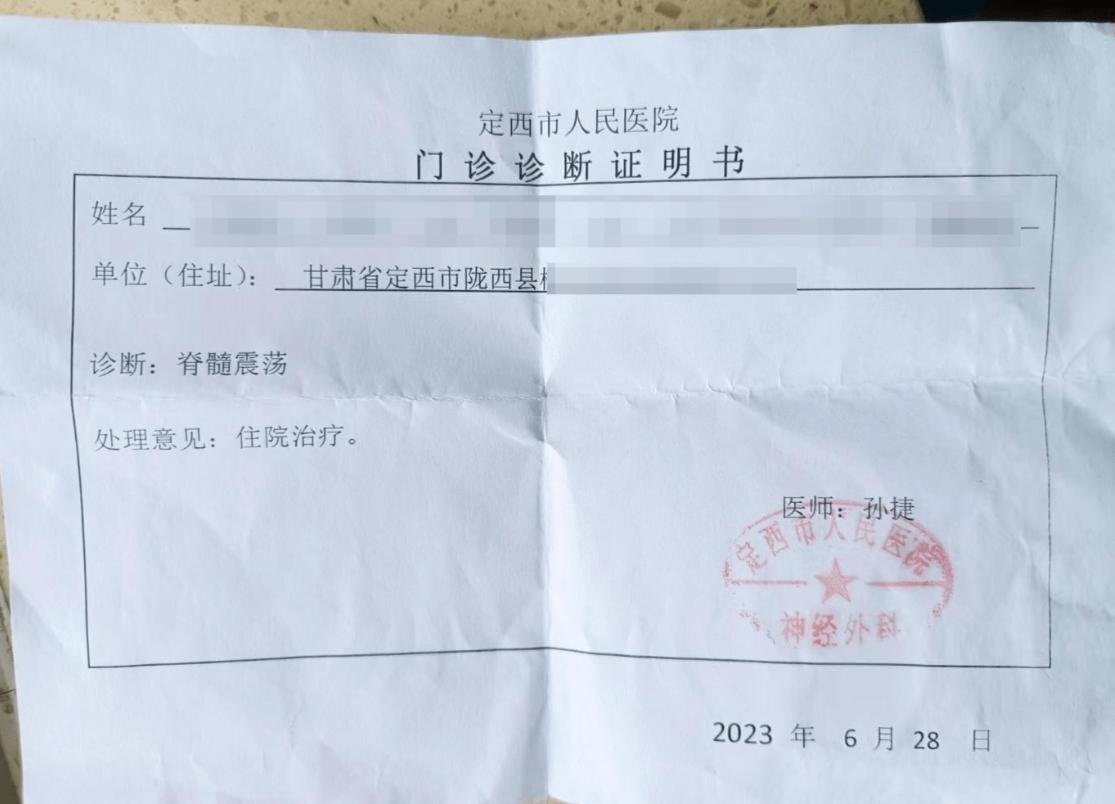 定西市人民医院
门诊诊断证明书
姓名
单位（住址）： 甘肃省定西市陇西县
诊断：脊髓震荡
处理意见：住院治疗。
医师：孙捷
定西市人民医院
神经外科
2023 年 6 月 28 日